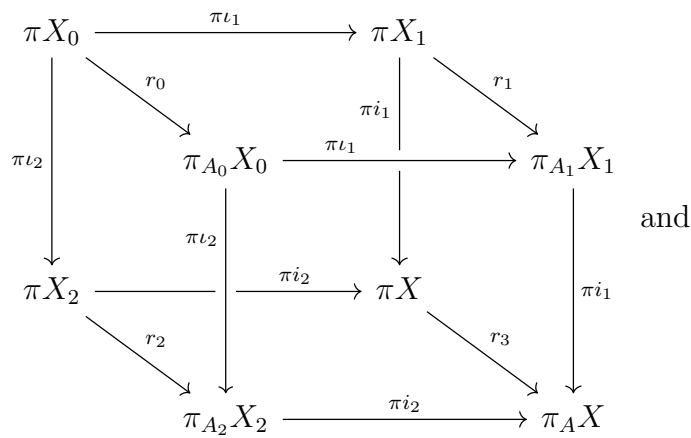 πX₀ πι₁ πX₁
r₀ r₁
πi₁
πι₂ π_{A₀}X₀ πι₁ π_{A₁}X₁
and
πι₂
πX₂ πi₂ πX πi₁
r₂ r₃
π_{A₂}X₂ πi₂ π_AX